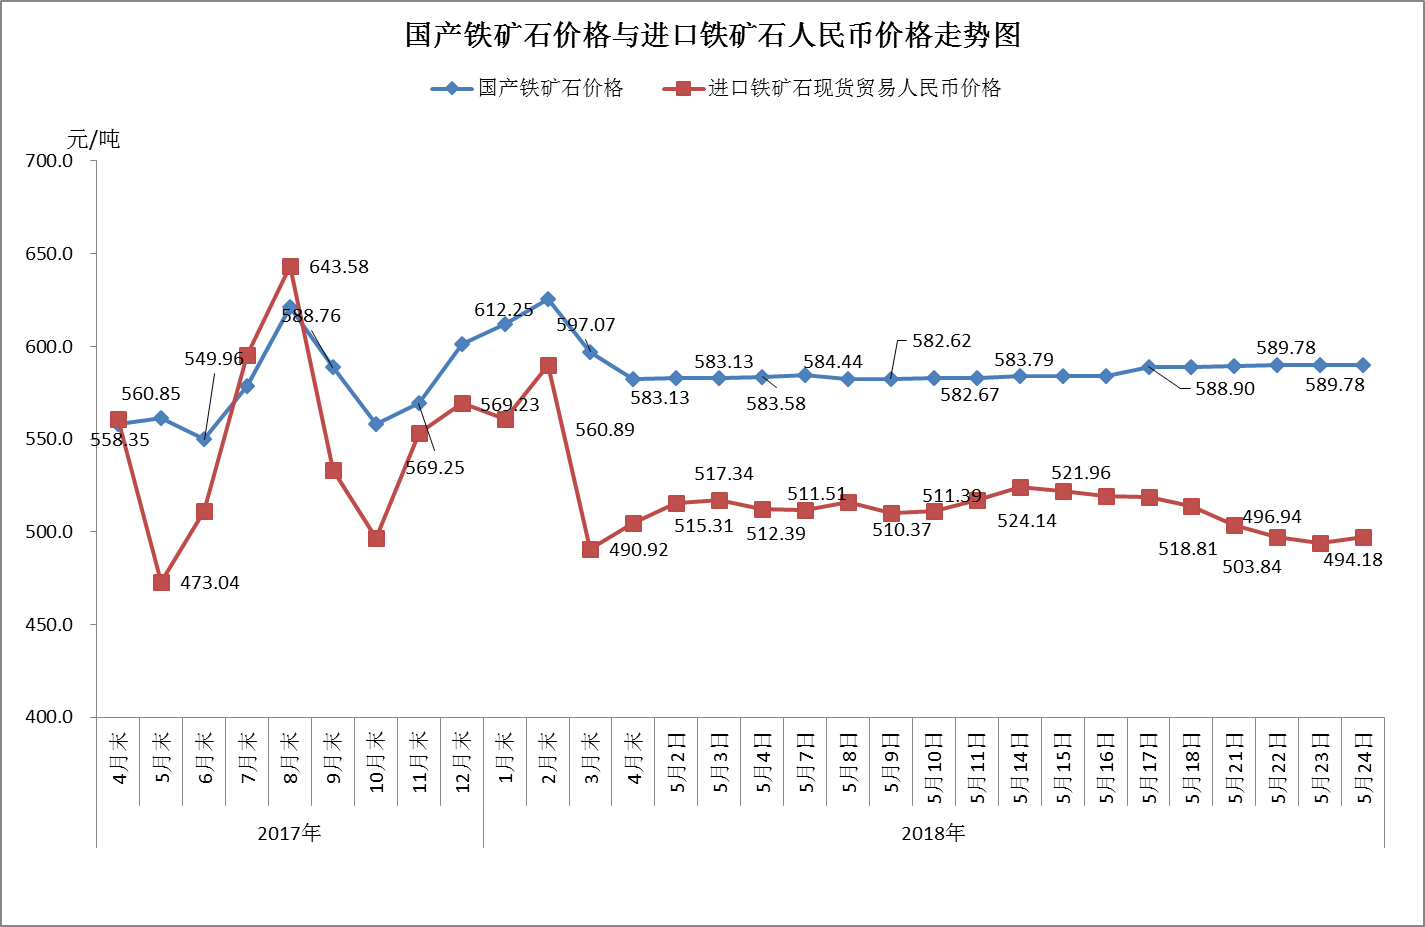 国产铁矿石价格与进口铁矿石人民币价格走势图
国产铁矿石价格 进口铁矿石现货贸易人民币价格
元/吨
700.0
650.0
600.0
550.0
500.0
450.0
400.0
558.35
560.85
549.96
588.76
569.25
612.25
597.07
583.13
583.13
583.58
584.44
582.62
582.67
583.79
588.90
589.78
589.78
473.04
643.58
569.23
560.89
490.92
515.31
517.34
512.39
511.51
510.37
511.39
524.14
521.96
518.81
503.84
496.94
494.18
4月末
5月末
6月末
7月末
8月末
9月末
10月末
11月末
12月末
1月末
2月末
3月末
4月末
5月2日
5月3日
5月4日
5月7日
5月8日
5月9日
5月10日
5月11日
5月14日
5月15日
5月16日
5月17日
5月18日
5月21日
5月22日
5月23日
5月24日
2017年 2018年